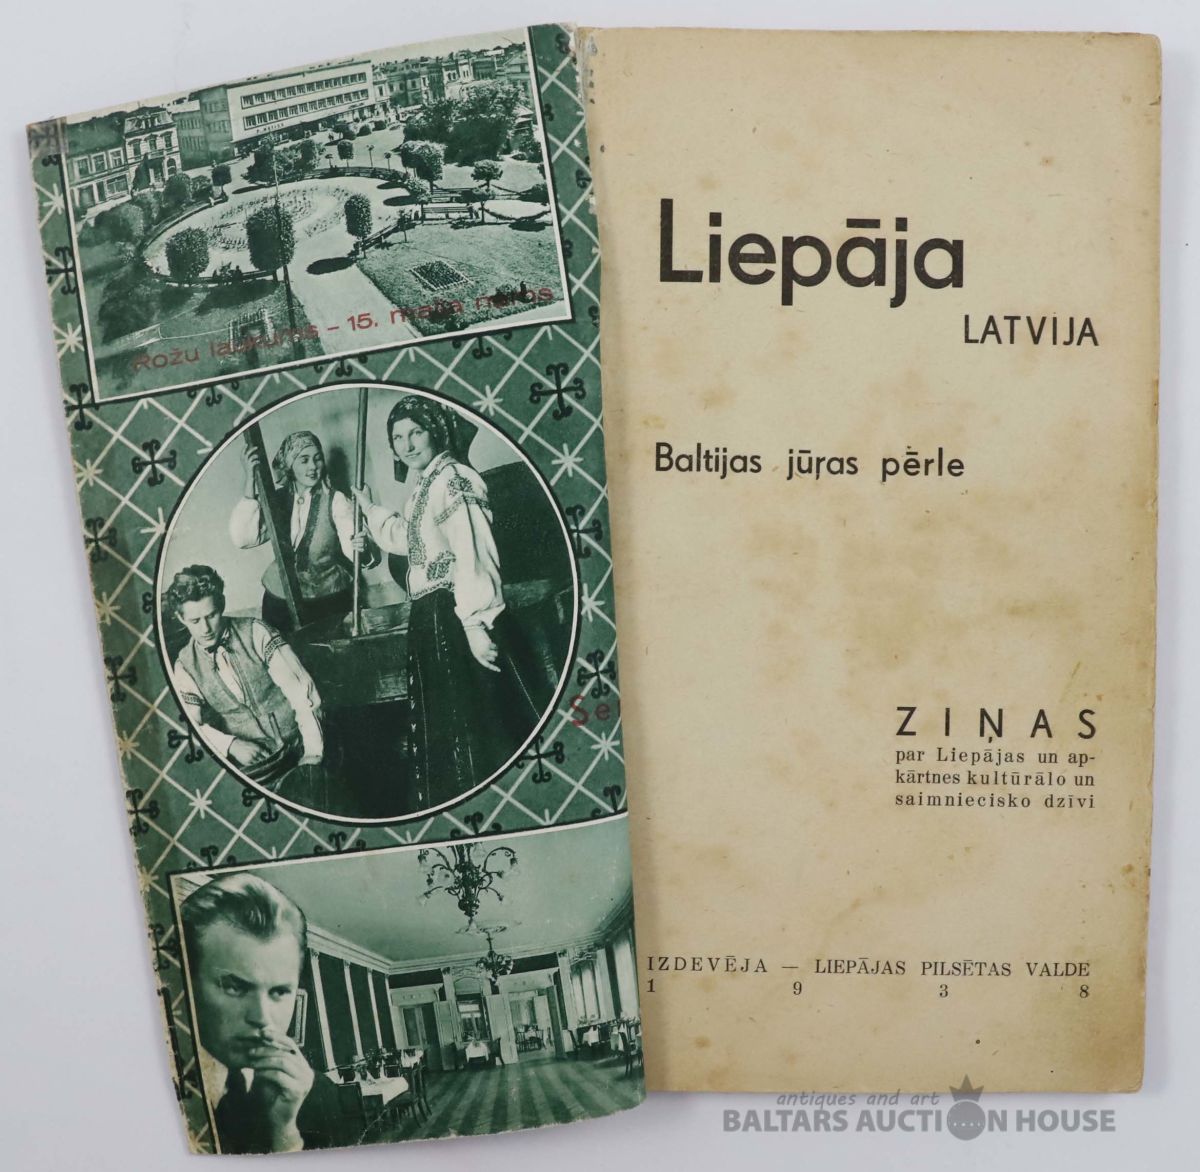 Rožu laukums – 15. maija
Liepāja
LATVIJA
Baltijas jūŗas pērle
ZIŅAS
par Liepājas un ap-
kārtnes kultūrālo un
saimniecisko dzīvi
IZDEVĒJA — LIEPĀJAS PILSĒTAS VALDE
1 9 3 8
antiques and art
BALTARS AUCTION HOUSE